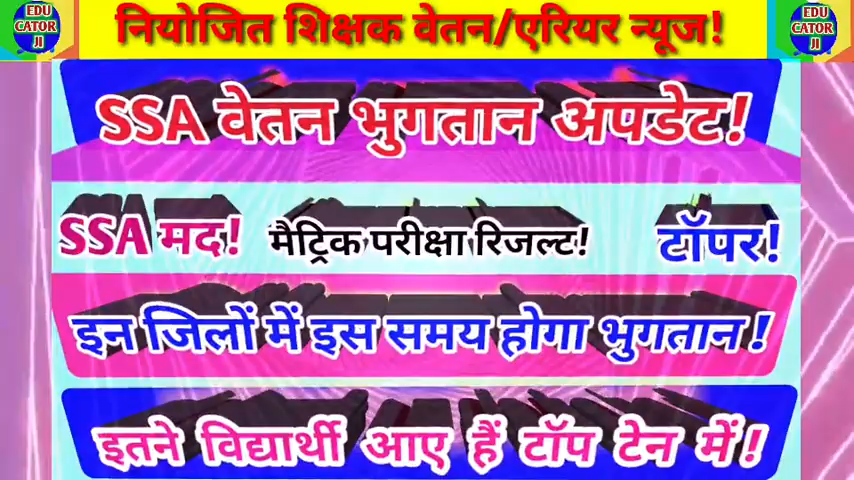 EDU
CATOR
JI
नियोजित शिक्षक वेतन/एरियर न्यूज!
EDU
CATOR
JI
SSA वेतन भुगतान अपडेट!
SSA मद! मैट्रिक परीक्षा रिजल्ट! टॉपर!
इन जिलों में इस समय होगा भुगतान!
इतने विद्यार्थी आए हैं टॉप टेन में!